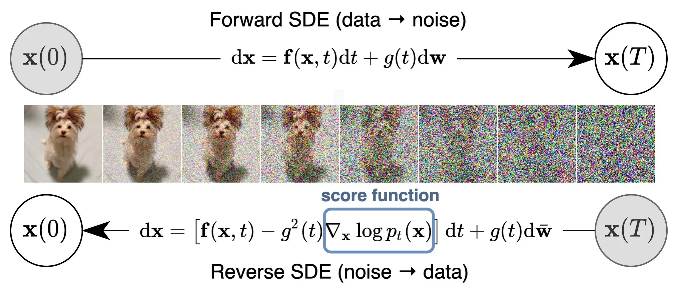 Forward SDE (data → noise)
x(0) dx = f(x, t)dt + g(t)dw x(T)
score function
x(0) dx = [f(x, t) − g²(t)∇ₓ log pₜ(x)] dt + g(t)dw̄ x(T)
Reverse SDE (noise → data)